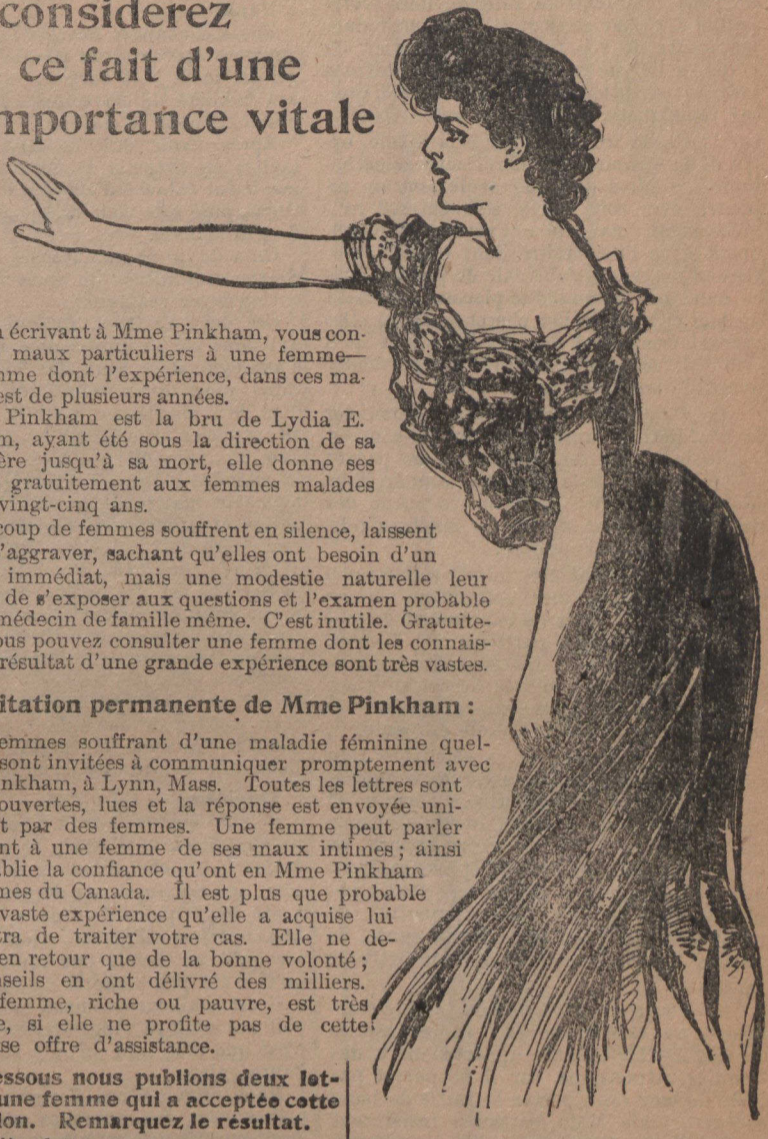 considerez
ce fait d'une
mportance vitale
écrivant à Mme Pinkham, vous con-
maux particuliers à une femme—
me dont l'expérience, dans ces ma-
est de plusieurs années.
Pinkham est la bru de Lydia E.
m, ayant été sous la direction de sa
ère jusqu'à sa mort, elle donne ses
gratuitement aux femmes malades
vingt-cinq ans.
coup de femmes souffrent en silence, laissent
'aggraver, sachant qu'elles ont besoin d'un
immédiat, mais une modestie naturelle leur
de s'exposer aux questions et l'examen probable
médecin de famille même. C'est inutile. Gratuite-
ous pouvez consulter une femme dont les connais-
résultat d'une grande expérience sont très vastes.
itation permanente de Mme Pinkham :
emmes souffrant d'une maladie féminine quel-
sont invitées à communiquer promptement avec
inkham, à Lynn, Mass. Toutes les lettres sont
ouvertes, lues et la réponse est envoyée uni-
t par des femmes. Une femme peut parler
nt à une femme de ses maux intimes ; ainsi
blie la confiance qu'ont en Mme Pinkham
mes du Canada. Il est plus que probable
vaste expérience qu'elle a acquise lui
tra de traiter votre cas. Elle ne de-
en retour que de la bonne volonté ;
nseils en ont délivré des milliers.
femme, riche ou pauvre, est très
e, si elle ne profite pas de cette
se offre d'assistance.
essous nous publions deux let-
une femme qui a acceptée cette
ion. Remarquez le résultat.